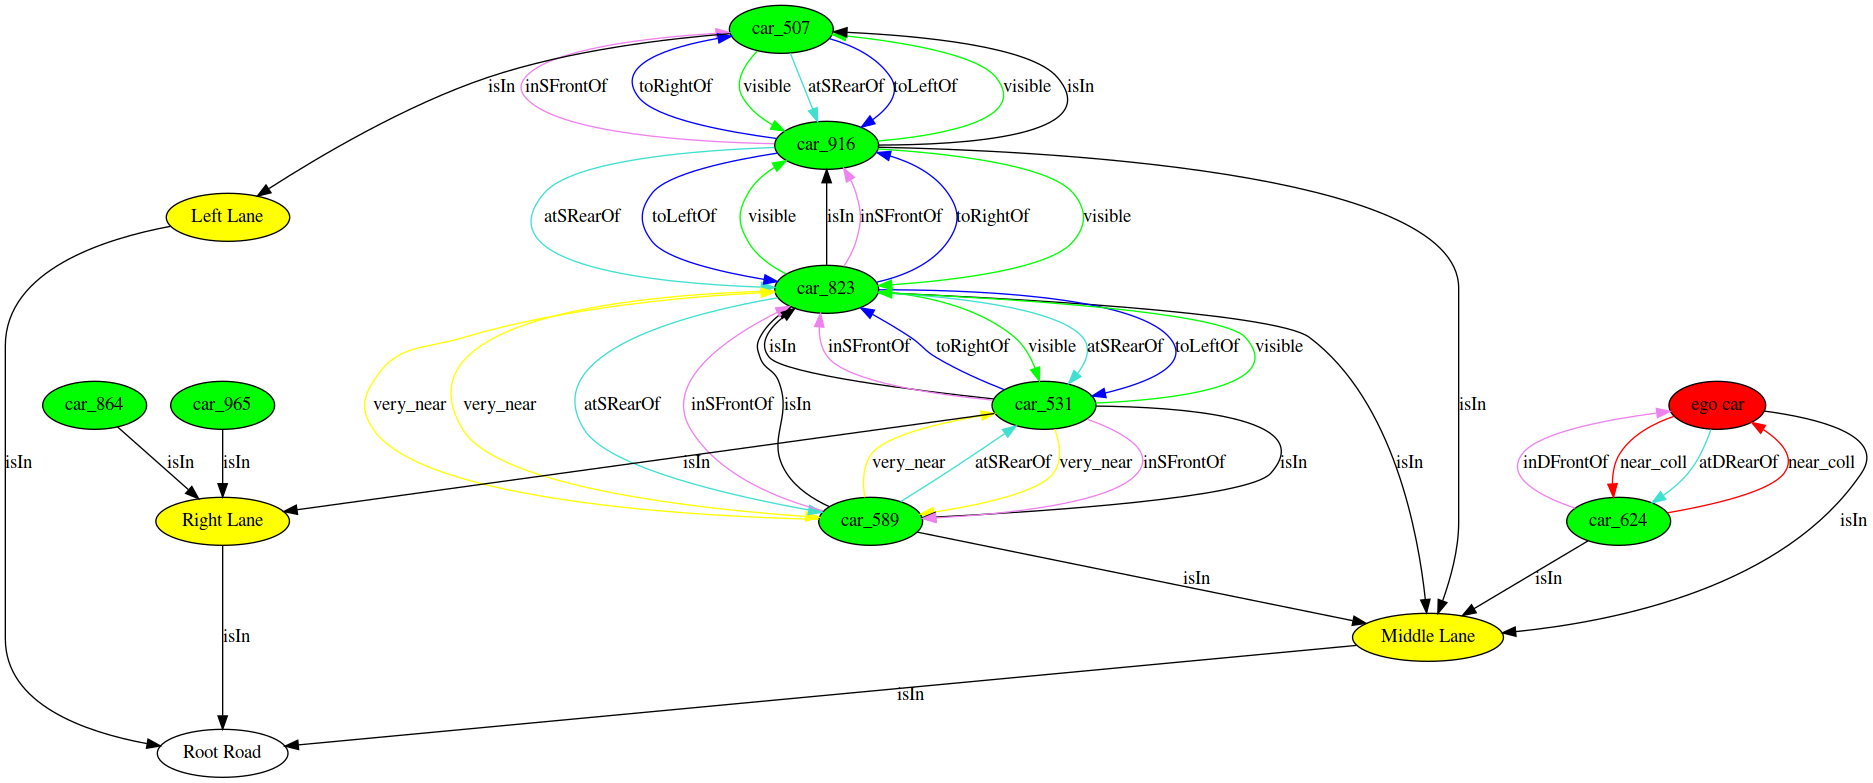 car_507
isIn
inSFrontOf
toRightOf
visible
atSRearOf
toLeftOf
visible
isIn
car_916
Left Lane
atSRearOf
toLeftOf
visible
isIn
inSFrontOf
toRightOf
visible
car_823
isIn
inSFrontOf
toRightOf
visible
atSRearOf
toLeftOf
visible
car_864
car_965
very_near
very_near
atSRearOf
inSFrontOf
isIn
car_531
isIn
ego car
isIn
isIn
isIn
isIn
very_near
atSRearOf
very_near
inSFrontOf
isIn
isIn
inDFrontOf
near_coll
atDRearOf
near_coll
Right Lane
car_589
car_624
isIn
isIn
isIn
isIn
Middle Lane
isIn
Root Road